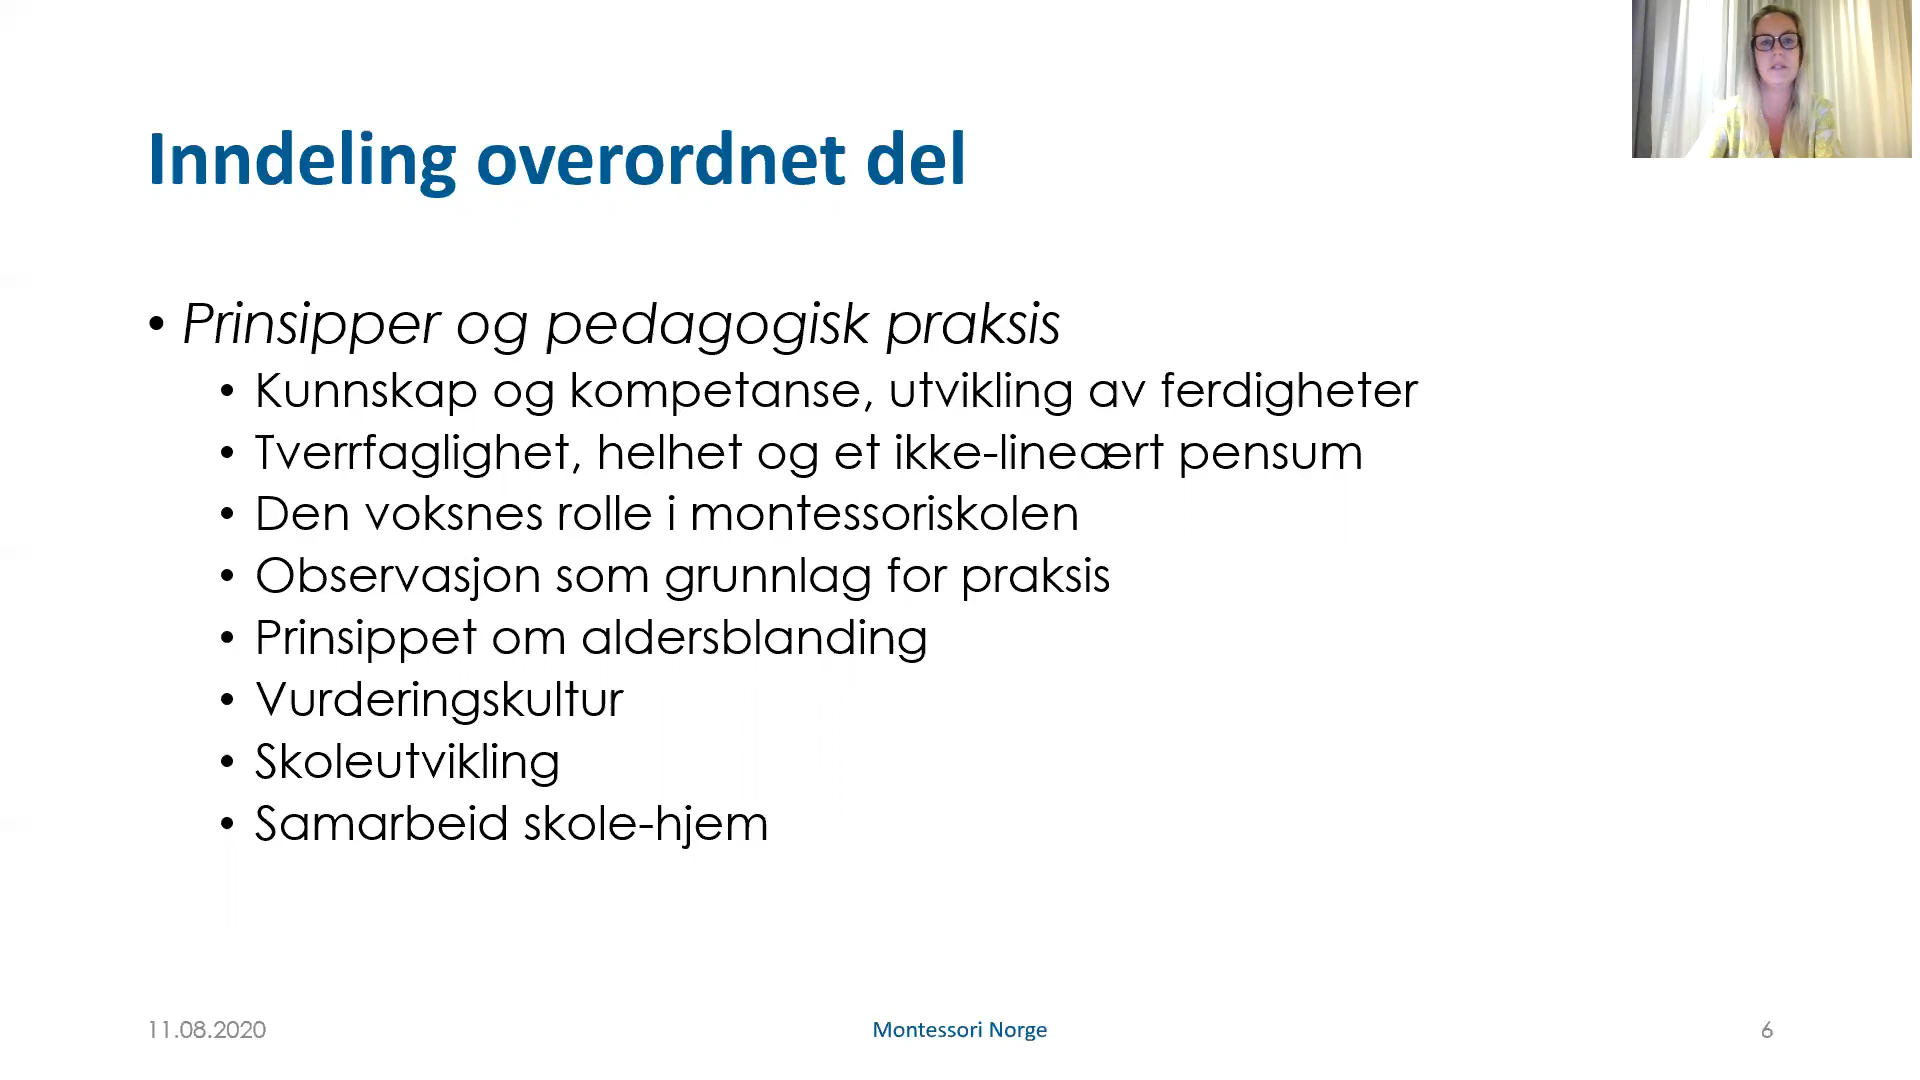 Inndeling overordnet del
• Prinsipper og pedagogisk praksis
• Kunnskap og kompetanse, utvikling av ferdigheter
• Tverrfaglighet, helhet og et ikke-lineært pensum
• Den voksnes rolle i montessoriskolen
• Observasjon som grunnlag for praksis
• Prinsippet om aldersblanding
• Vurderingskultur
• Skoleutvikling
• Samarbeid skole-hjem
11.08.2020
Montessori Norge
6